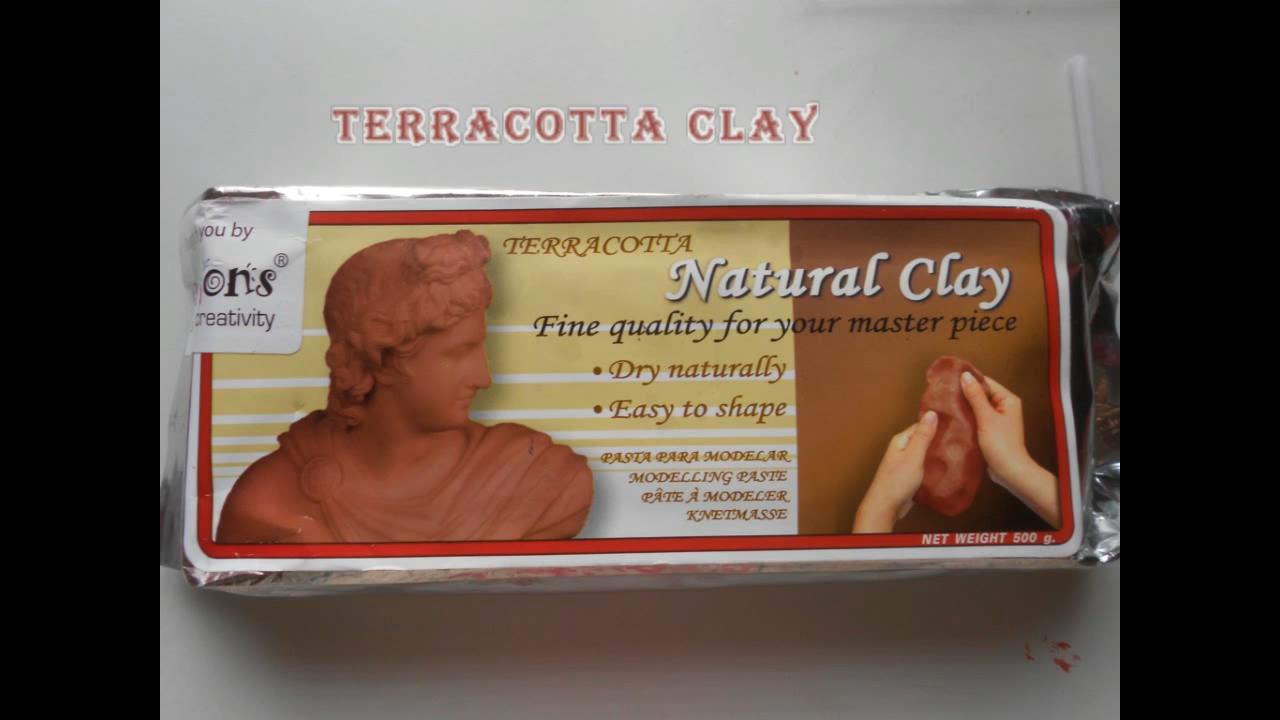 TERRACOTTA CLAY
you by
ons®
creativity
TERRACOTTA
Natural Clay
Fine quality for your master piece
• Dry naturally
• Easy to shape
PASTA PARA MODELAR
MODELLING PASTE
PÂTE À MODELER
KNETMASSE
NET WEIGHT 500 g.